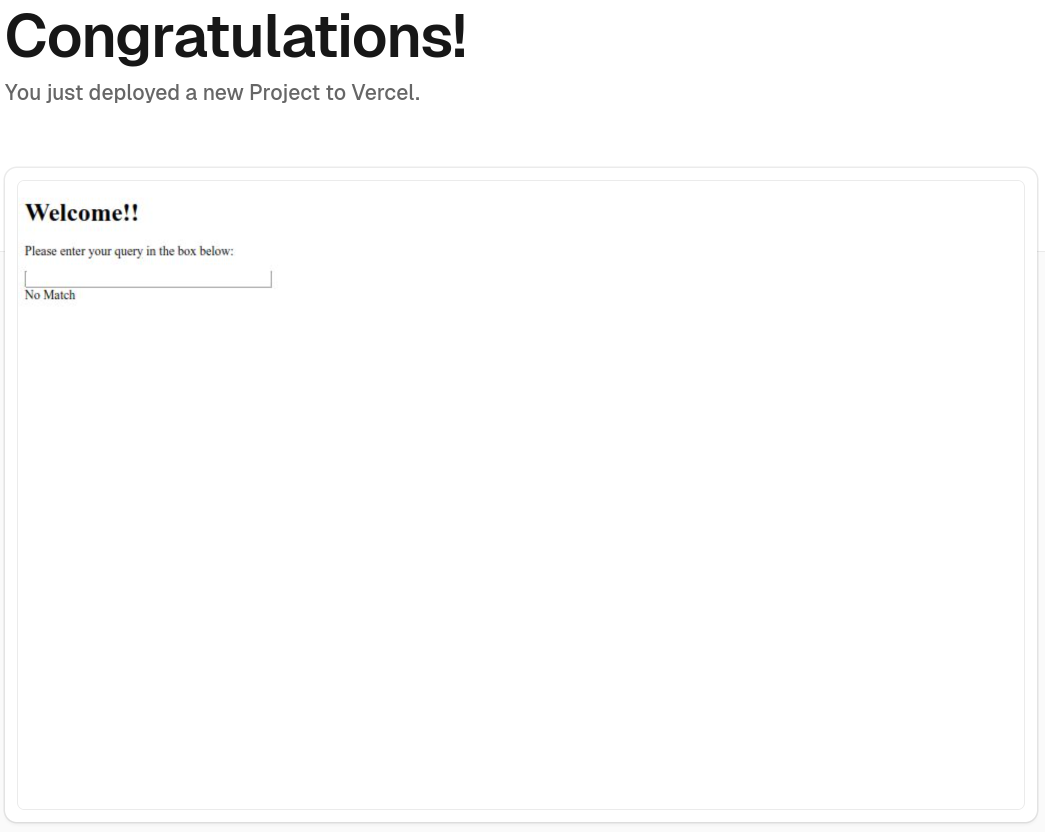 Congratulations!
You just deployed a new Project to Vercel.
Welcome!!
Please enter your query in the box below:
No Match